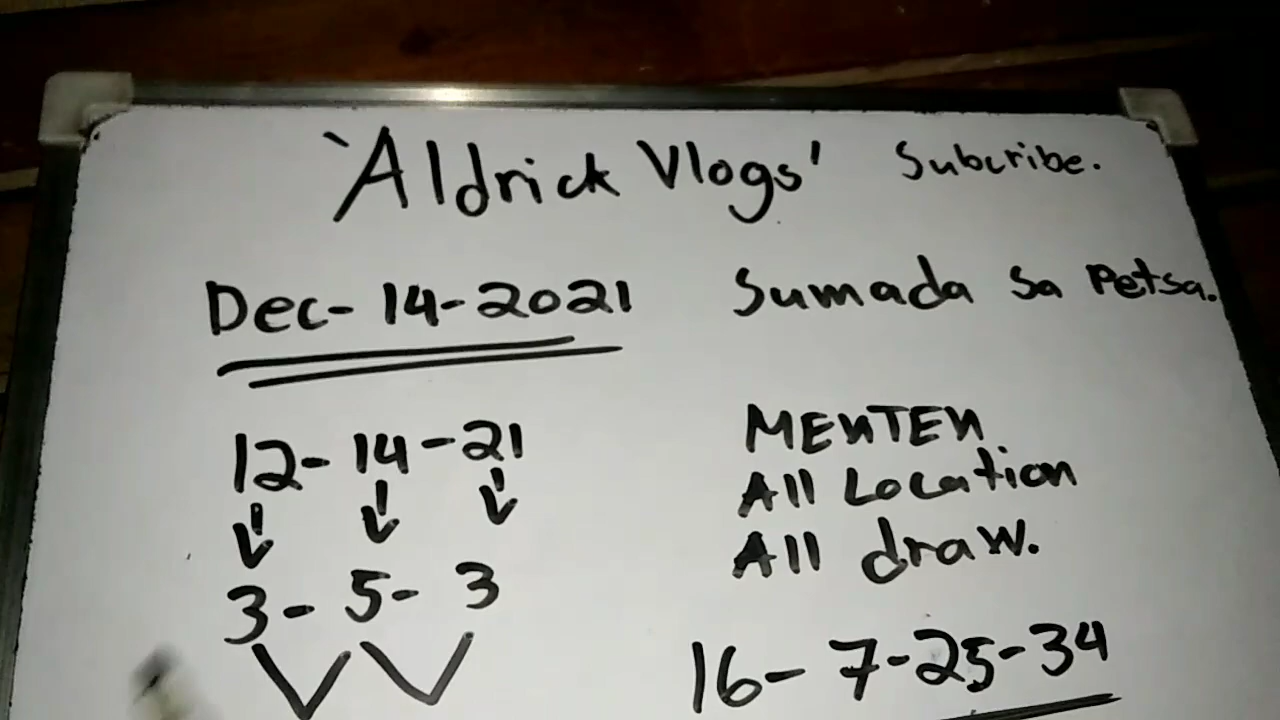 'Aldrick Vlogs' Subcribe.
Dec-14-2021 Sumada sa Petsa.
12-14-21
MENTEN
All Location
All draw.
3-5-3
16-7-25-34